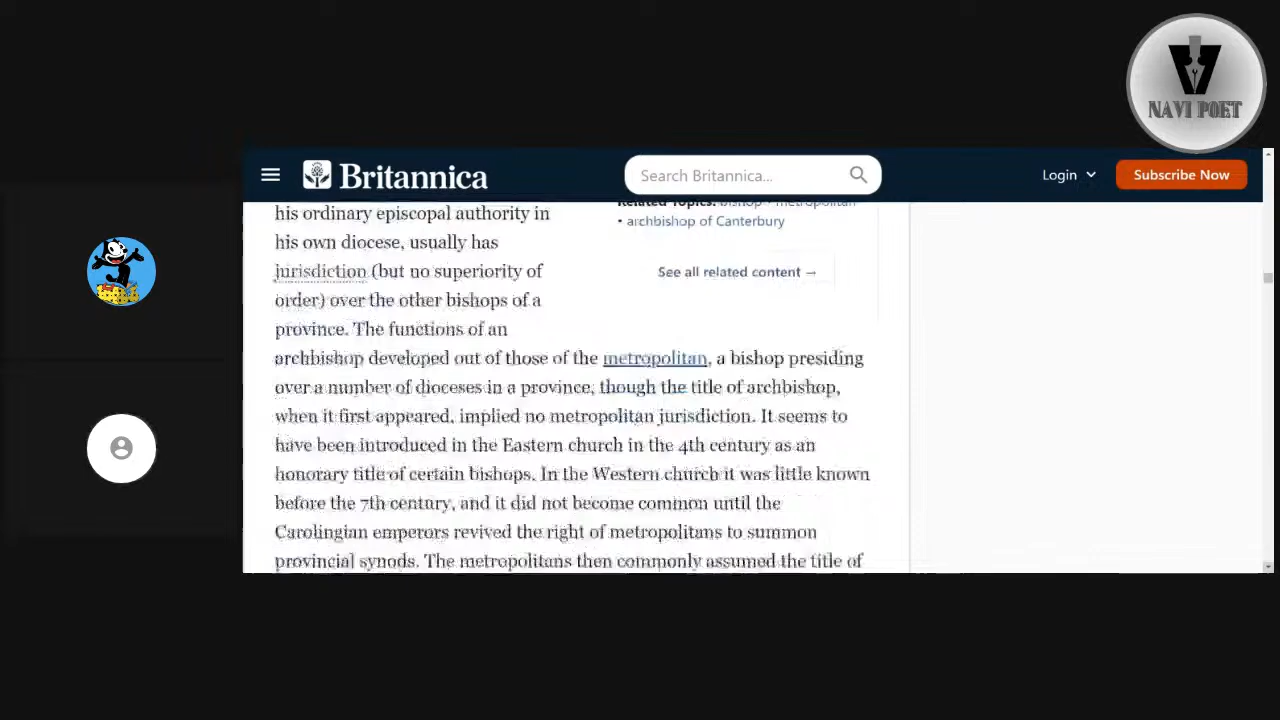 NAVI POET
Britannica
Search Britannica...
Login
Subscribe Now
his ordinary episcopal authority in
his own diocese, usually has
jurisdiction (but no superiority of
order) over the other bishops of a
province. The functions of an
archbishop developed out of those of the metropolitan, a bishop presiding
over a number of dioceses in a province, though the title of archbishop,
when it first appeared, implied no metropolitan jurisdiction. It seems to
have been introduced in the Eastern church in the 4th century as an
honorary title of certain bishops. In the Western church it was little known
before the 7th century, and it did not become common until the
Carolingian emperors revived the right of metropolitans to summon
provincial synods. The metropolitans then commonly assumed the title of
Related Topics: bishop • metropolitan
• archbishop of Canterbury
See all related content →